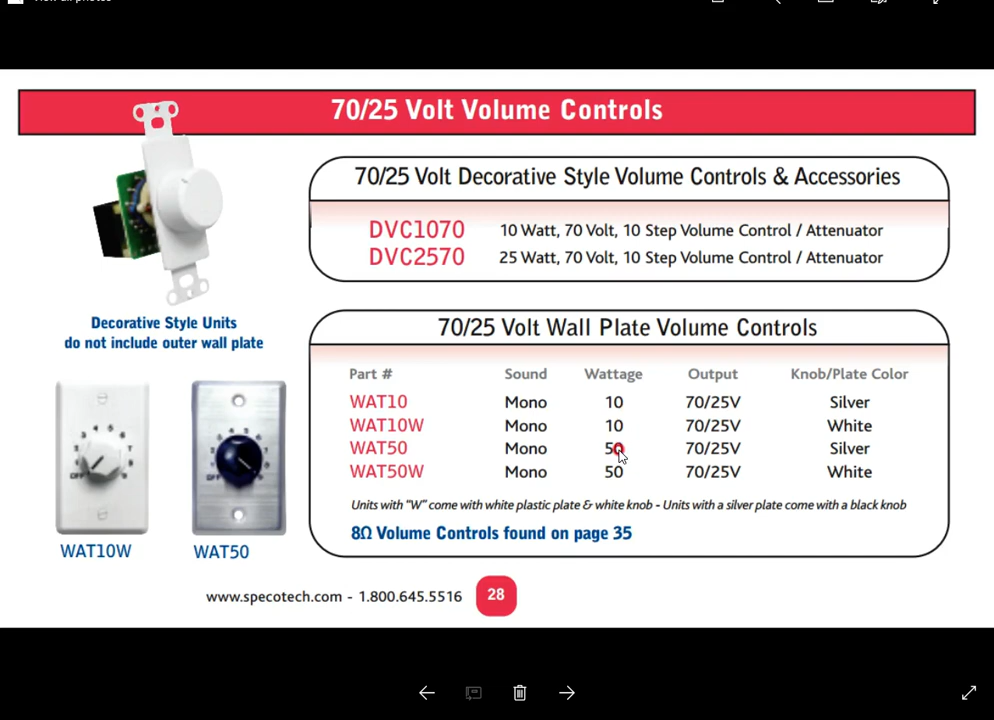 70/25 Volt Volume Controls
70/25 Volt Decorative Style Volume Controls & Accessories
DVC1070 10 Watt, 70 Volt, 10 Step Volume Control / Attenuator
DVC2570 25 Watt, 70 Volt, 10 Step Volume Control / Attenuator
Decorative Style Units
do not include outer wall plate
70/25 Volt Wall Plate Volume Controls
Part # Sound Wattage Output Knob/Plate Color
WAT10 Mono 10 70/25V Silver
WAT10W Mono 10 70/25V White
WAT50 Mono 50 70/25V Silver
WAT50W Mono 50 70/25V White
Units with "W" come with white plastic plate & white knob - Units with a silver plate come with a black knob
8Ω Volume Controls found on page 35
WAT10W
WAT50
www.specotech.com - 1.800.645.5516 28